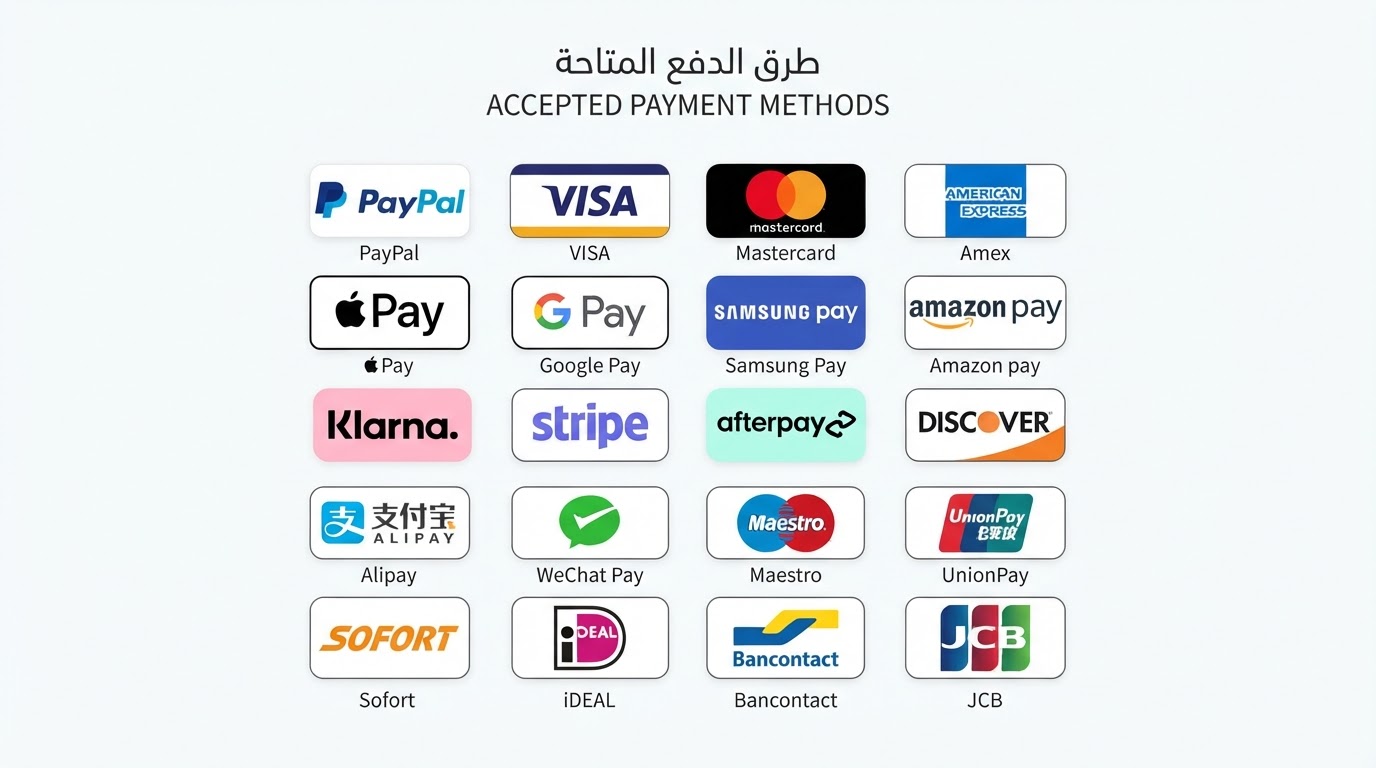 طرق الدفع المتاحة
ACCEPTED PAYMENT METHODS
PayPal
VISA
mastercard.
AMERICAN
EXPRESS
PayPal
VISA
Mastercard
Amex
Pay
G Pay
SAMSUNG pay
amazon pay
Pay
Google Pay
Samsung Pay
Amazon pay
Klarna.
stripe
afterpay
DISCOVER
支 支付宝
ALIPAY
Maestro.
UnionPay
Alipay
WeChat Pay
Maestro
UnionPay
SOFORT
iDEAL
Bancontact
JCB
Sofort
iDEAL
Bancontact
JCB